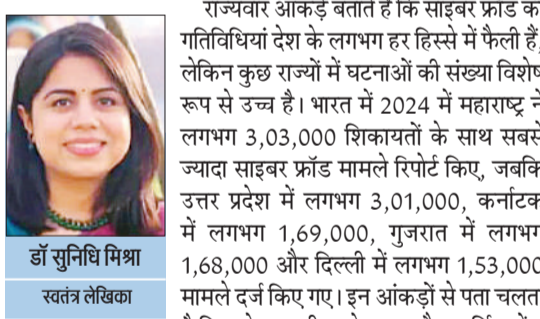 डॉ सुनिधि मिश्रा
स्वतंत्र लेखिका
राज्यवार आंकड़े बताते हैं कि साइबर फ्रॉड की
गतिविधियां देश के लगभग हर हिस्से में फैली हैं,
लेकिन कुछ राज्यों में घटनाओं की संख्या विशेष
रूप से उच्च है। भारत में 2024 में महाराष्ट्र ने
लगभग 3,03,000 शिकायतों के साथ सबसे
ज्यादा साइबर फ्रॉड मामले रिपोर्ट किए, जबकि
उत्तर प्रदेश में लगभग 3,01,000, कर्नाटक
में लगभग 1,69,000, गुजरात में लगभग
1,68,000 और दिल्ली में लगभग 1,53,000
मामले दर्ज किए गए। इन आंकड़ों से पता चलता